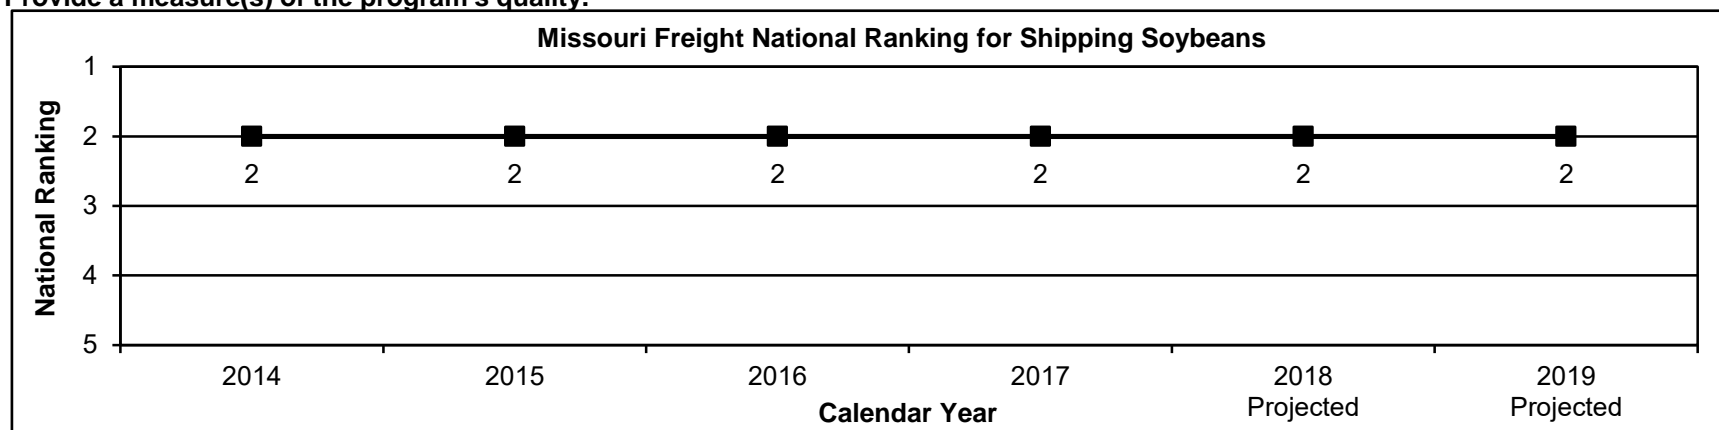 Provide a measure(s) of the program's quality.
Missouri Freight National Ranking for Shipping Soybeans
National Ranking
1
2
3
4
5
2 2 2 2 2 2
2014 2015 2016 2017 2018 2019
Projected Projected
Calendar Year